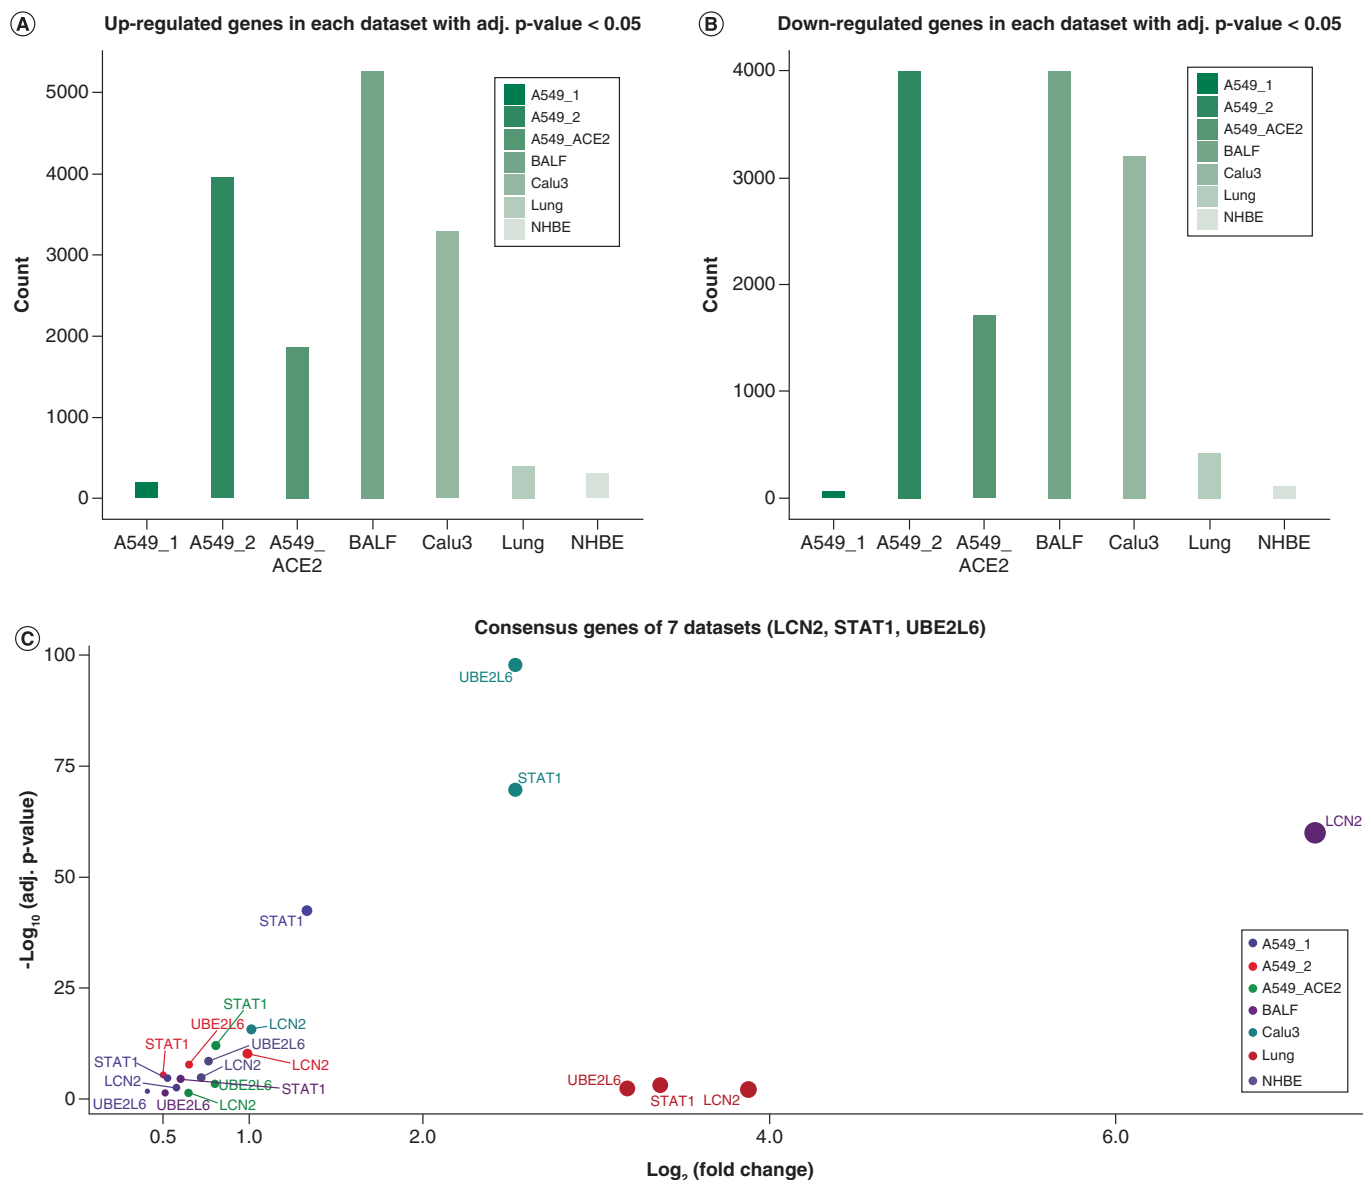 A Up-regulated genes in each dataset with adj. p-value < 0.05
5000
4000
3000
2000
1000
0
Count
A549_1
A549_2
A549_ACE2
BALF
Calu3
Lung
NHBE
A549_1 A549_2 A549_ BALF Calu3 Lung NHBE
ACE2
B Down-regulated genes in each dataset with adj. p-value < 0.05
4000
3000
2000
1000
0
Count
A549_1
A549_2
A549_ACE2
BALF
Calu3
Lung
NHBE
A549_1 A549_2 A549_ BALF Calu3 Lung NHBE
ACE2
C Consensus genes of 7 datasets (LCN2, STAT1, UBE2L6)
100
75
50
25
0
-Log10 (adj. p-value)
UBE2L6
STAT1
LCN2
STAT1
STAT1
UBE2L6 LCN2
STAT1 UBE2L6
STAT1 LCN2 LCN2
LCN2 UBE2L6 STAT1
UBE2L6 UBE2L6 LCN2
UBE2L6
STAT1 LCN2
A549_1
A549_2
A549_ACE2
BALF
Calu3
Lung
NHBE
0.5 1.0 2.0 4.0 6.0
Log2 (fold change)